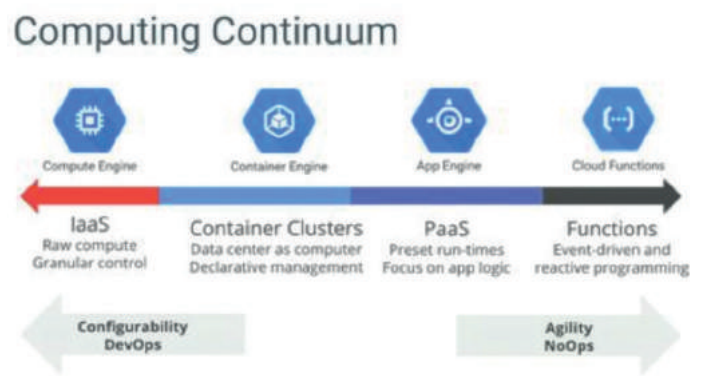 Computing Continuum
Compute Engine
Container Engine
App Engine
Cloud Functions
IaaS
Raw compute
Granular control
Container Clusters
Data center as computer
Declarative management
PaaS
Preset run-times
Focus on app logic
Functions
Event-driven and
reactive programming
Configurability
DevOps
Agility
NoOps